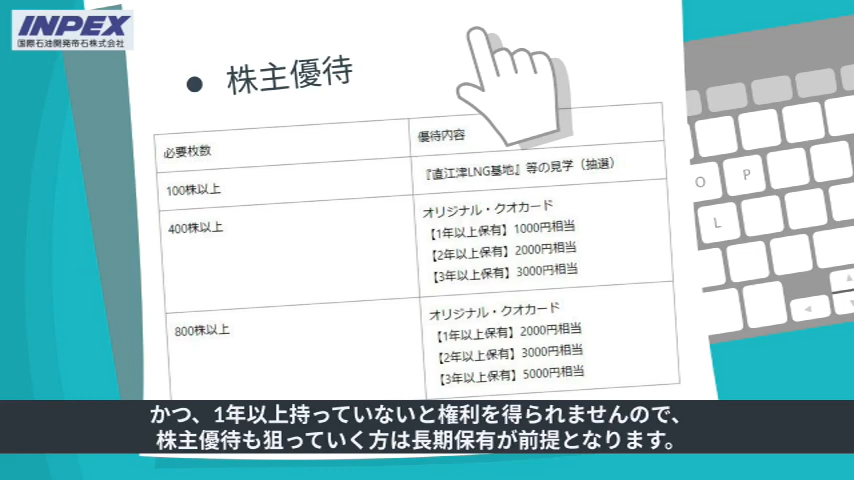 INPEX
国際石油開発帝石株式会社
● 株主優待
必要枚数
優待内容
100株以上
『直江津LNG基地』等の見学（抽選）
400株以上
オリジナル・クオカード
【1年以上保有】1000円相当
【2年以上保有】2000円相当
【3年以上保有】3000円相当
800株以上
オリジナル・クオカード
【1年以上保有】2000円相当
【2年以上保有】3000円相当
【3年以上保有】5000円相当
O
P
L
かつ、1年以上持っていないと権利を得られませんので、
株主優待も狙っていく方は長期保有が前提となります。